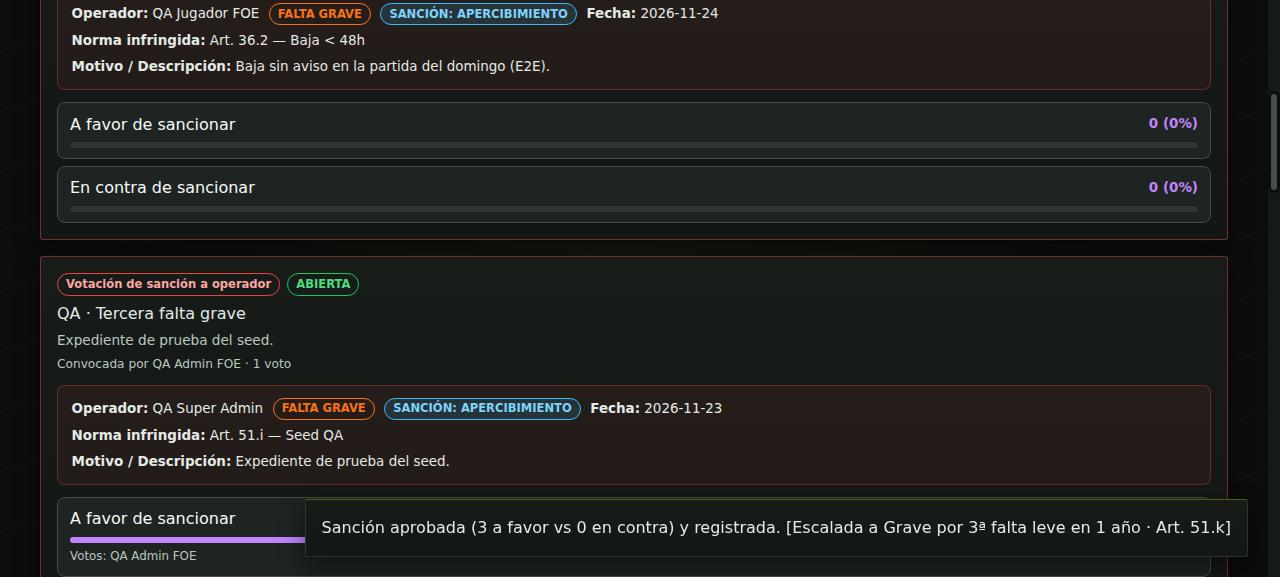 Operador: QA Jugador FOE FALTA GRAVE SANCIÓN: APERCIBIMIENTO Fecha: 2026-11-24
Norma infringida: Art. 36.2 — Baja < 48h
Motivo / Descripción: Baja sin aviso en la partida del domingo (E2E).
A favor de sancionar 0 (0%)
En contra de sancionar 0 (0%)
Votación de sanción a operador ABIERTA
QA · Tercera falta grave
Expediente de prueba del seed.
Convocada por QA Admin FOE · 1 voto
Operador: QA Super Admin FALTA GRAVE SANCIÓN: APERCIBIMIENTO Fecha: 2026-11-23
Norma infringida: Art. 51.i — Seed QA
Motivo / Descripción: Expediente de prueba del seed.
A favor de sancionar
Sanción aprobada (3 a favor vs 0 en contra) y registrada. [Escalada a Grave por 3ª falta leve en 1 año · Art. 51.k]
Votos: QA Admin FOE